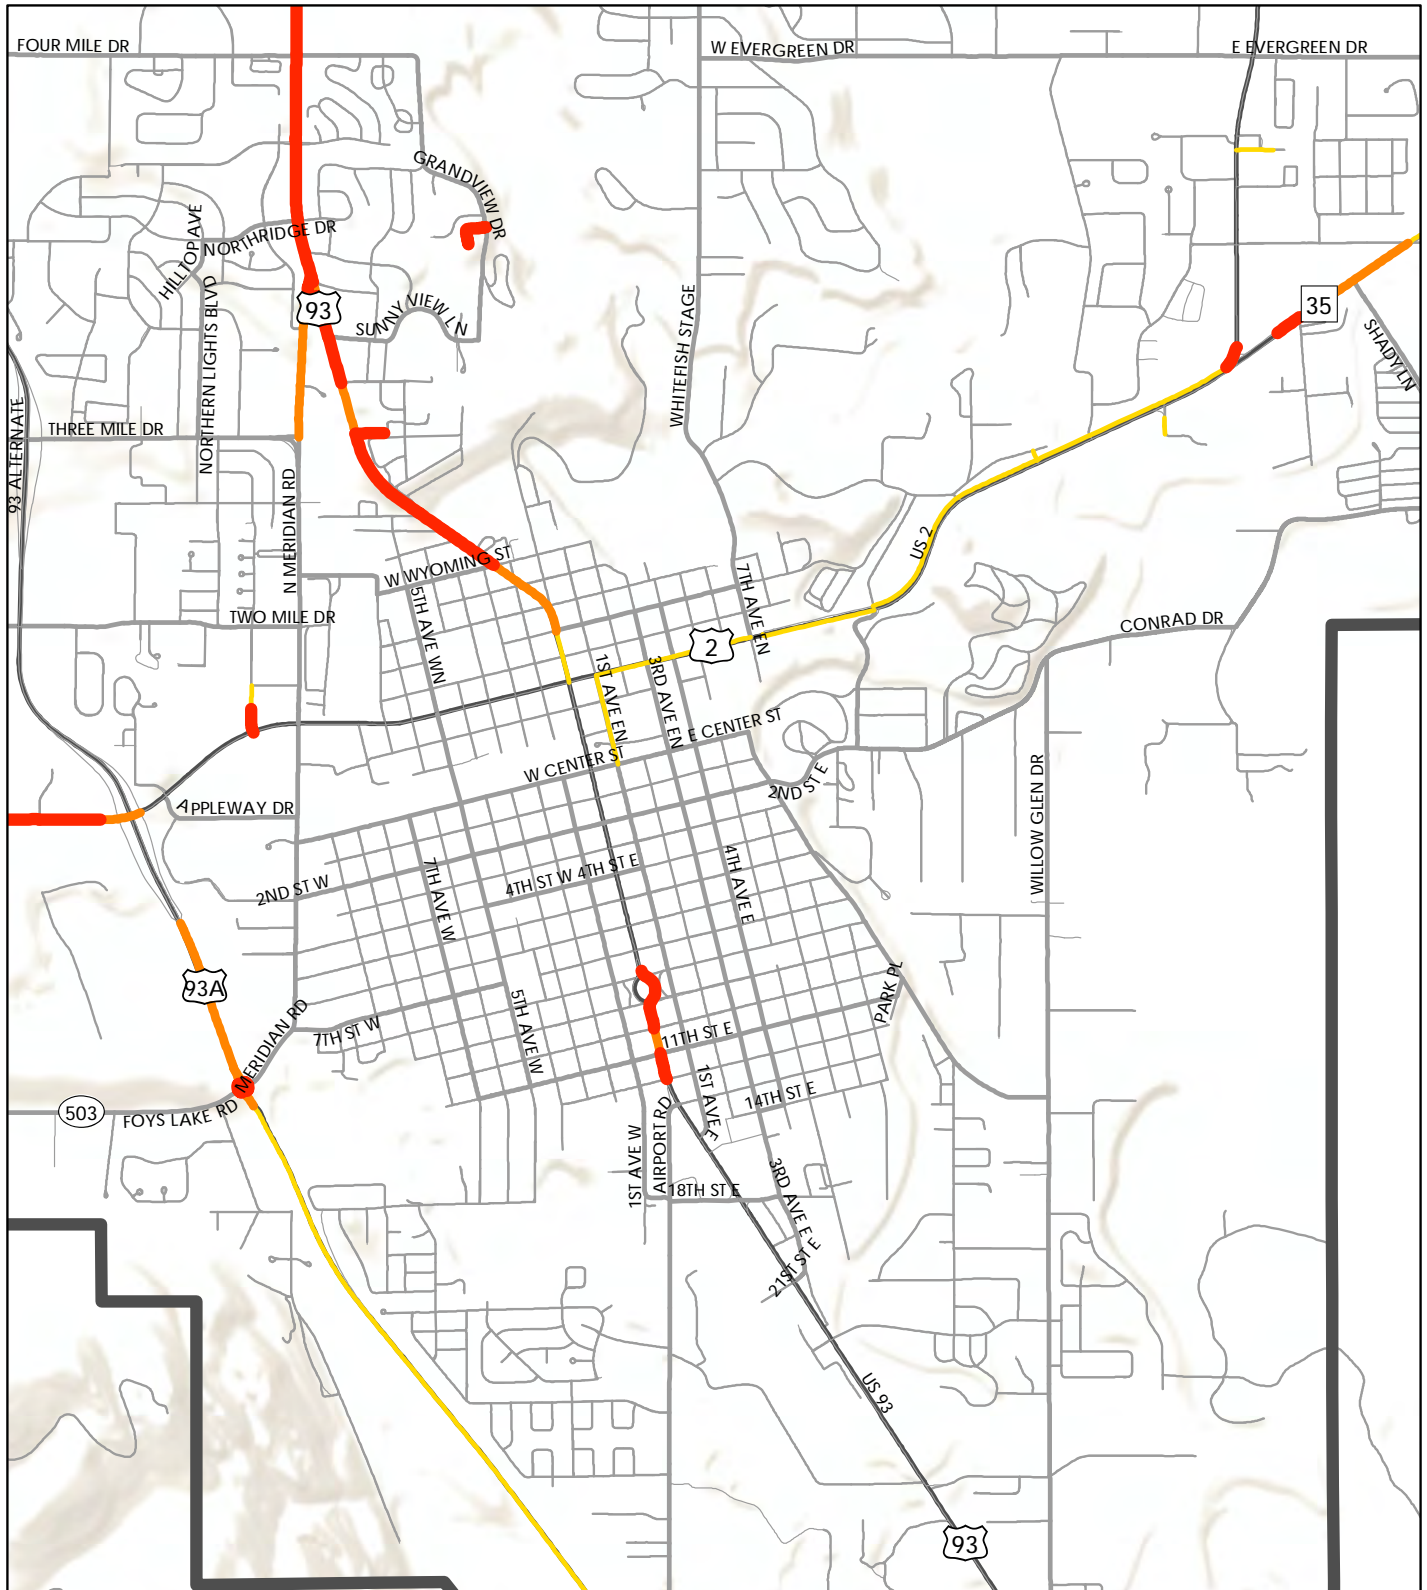 FOUR MILE DR
W EVERGREEN DR
E EVERGREEN DR
GRANDVIEW DR
HILLTOP AVE
NORTHRIDGE DR
93
SUNNY VIEW LN
35
SHADY LN
NORTHERN LIGHTS BLVD
WHITEFISH STAGE
93 ALTERNATE
THREE MILE DR
N MERIDIAN RD
US 2
W WYOMING ST
5TH AVE WN
7TH AVE EN
TWO MILE DR
CONRAD DR
2
1ST AVE EN
3RD AVE EN
E CENTER ST
W CENTER ST
2ND ST E
APPLEWAY DR
WILLOW GLEN DR
2ND ST W
7TH AVE W
4TH ST W
4TH ST E
4TH AVE E
93A
MERIDIAN RD
7TH ST W
5TH AVE W
11TH ST E
PARK PL
503
FOYS LAKE RD
1ST AVE E
14TH ST E
1ST AVE W
AIRPORT RD
18TH ST E
3RD AVE E
21ST ST E
US 93
93